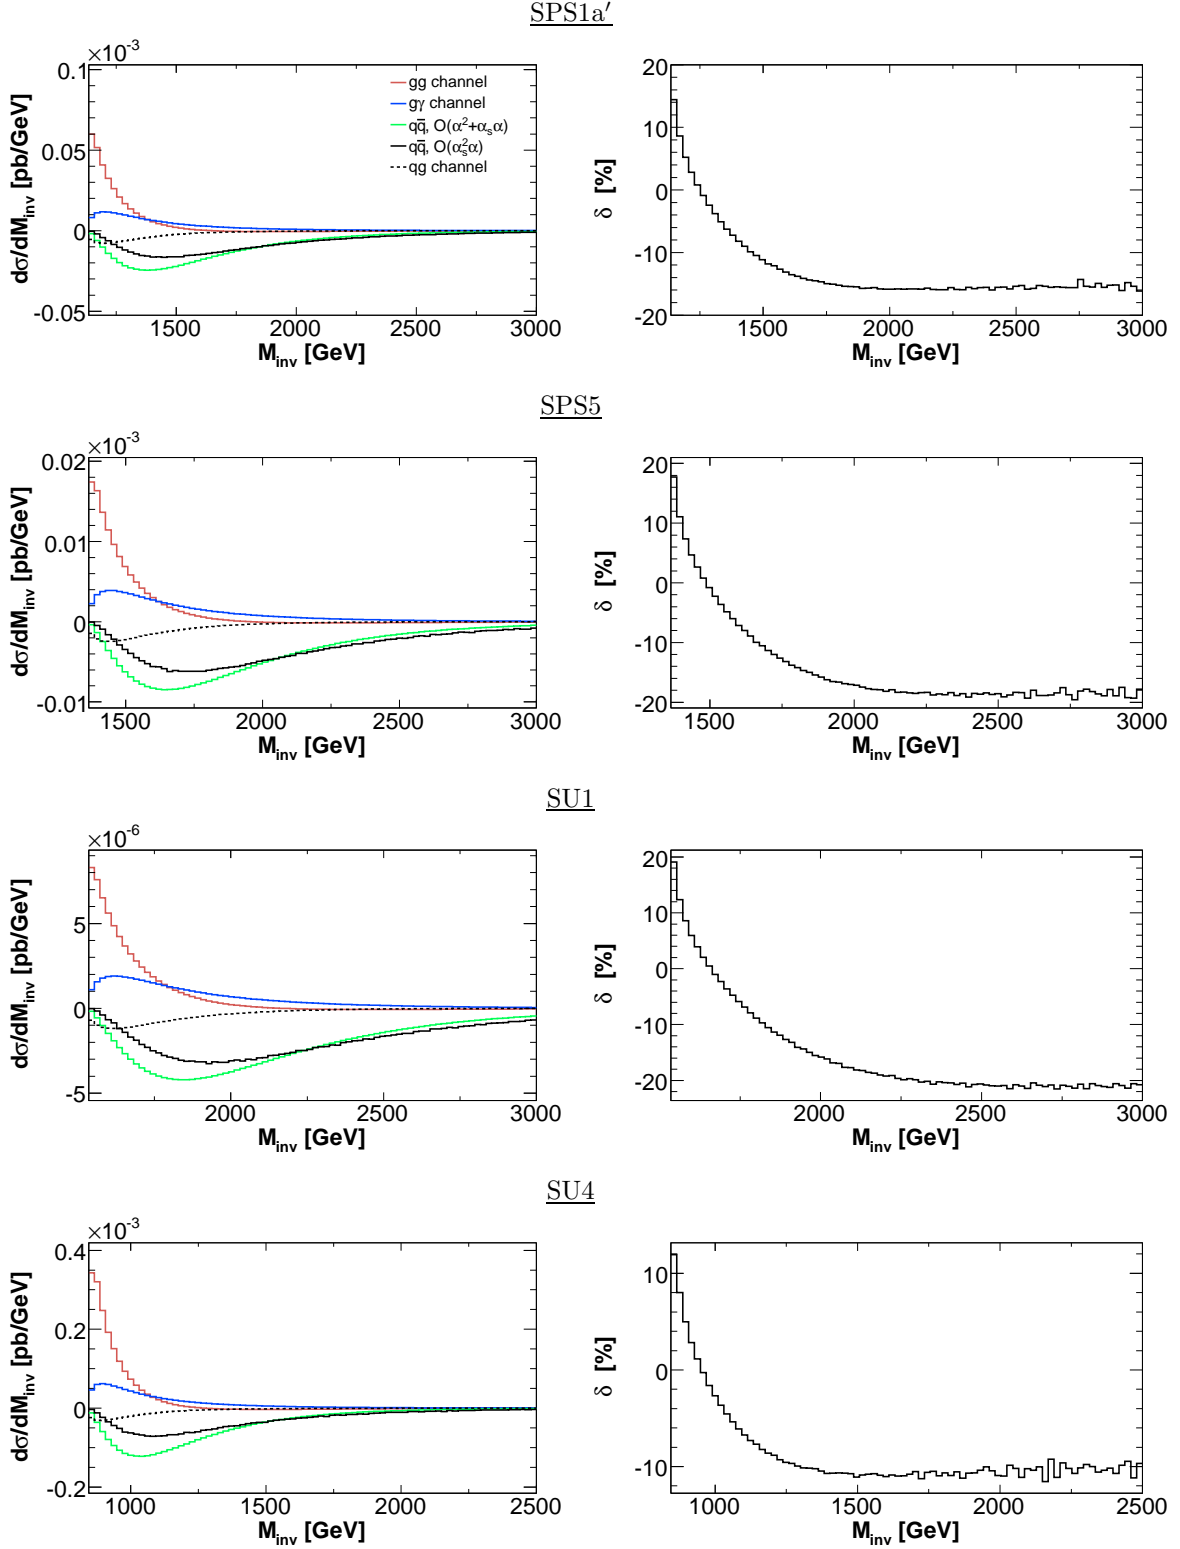 SPS1a′
×10⁻³
0.1
0.05
0
-0.05
dσ/dM_inv [pb/GeV]
gg channel
gγ channel
qq̄, O(α²+α_sα)
qq̄, O(α_s²α)
qg channel
1500 2000 2500 3000
M_inv [GeV]
20
10
0
-10
-20
δ [%]
1500 2000 2500 3000
M_inv [GeV]
SPS5
×10⁻³
0.02
0.01
0
-0.01
dσ/dM_inv [pb/GeV]
1500 2000 2500 3000
M_inv [GeV]
20
10
0
-10
-20
δ [%]
1500 2000 2500 3000
M_inv [GeV]
SU1
×10⁻⁶
5
0
-5
dσ/dM_inv [pb/GeV]
2000 2500 3000
M_inv [GeV]
20
10
0
-10
-20
δ [%]
2000 2500 3000
M_inv [GeV]
SU4
×10⁻³
0.4
0.2
0
-0.2
dσ/dM_inv [pb/GeV]
1000 1500 2000 2500
M_inv [GeV]
10
0
-10
δ [%]
1000 1500 2000 2500
M_inv [GeV]